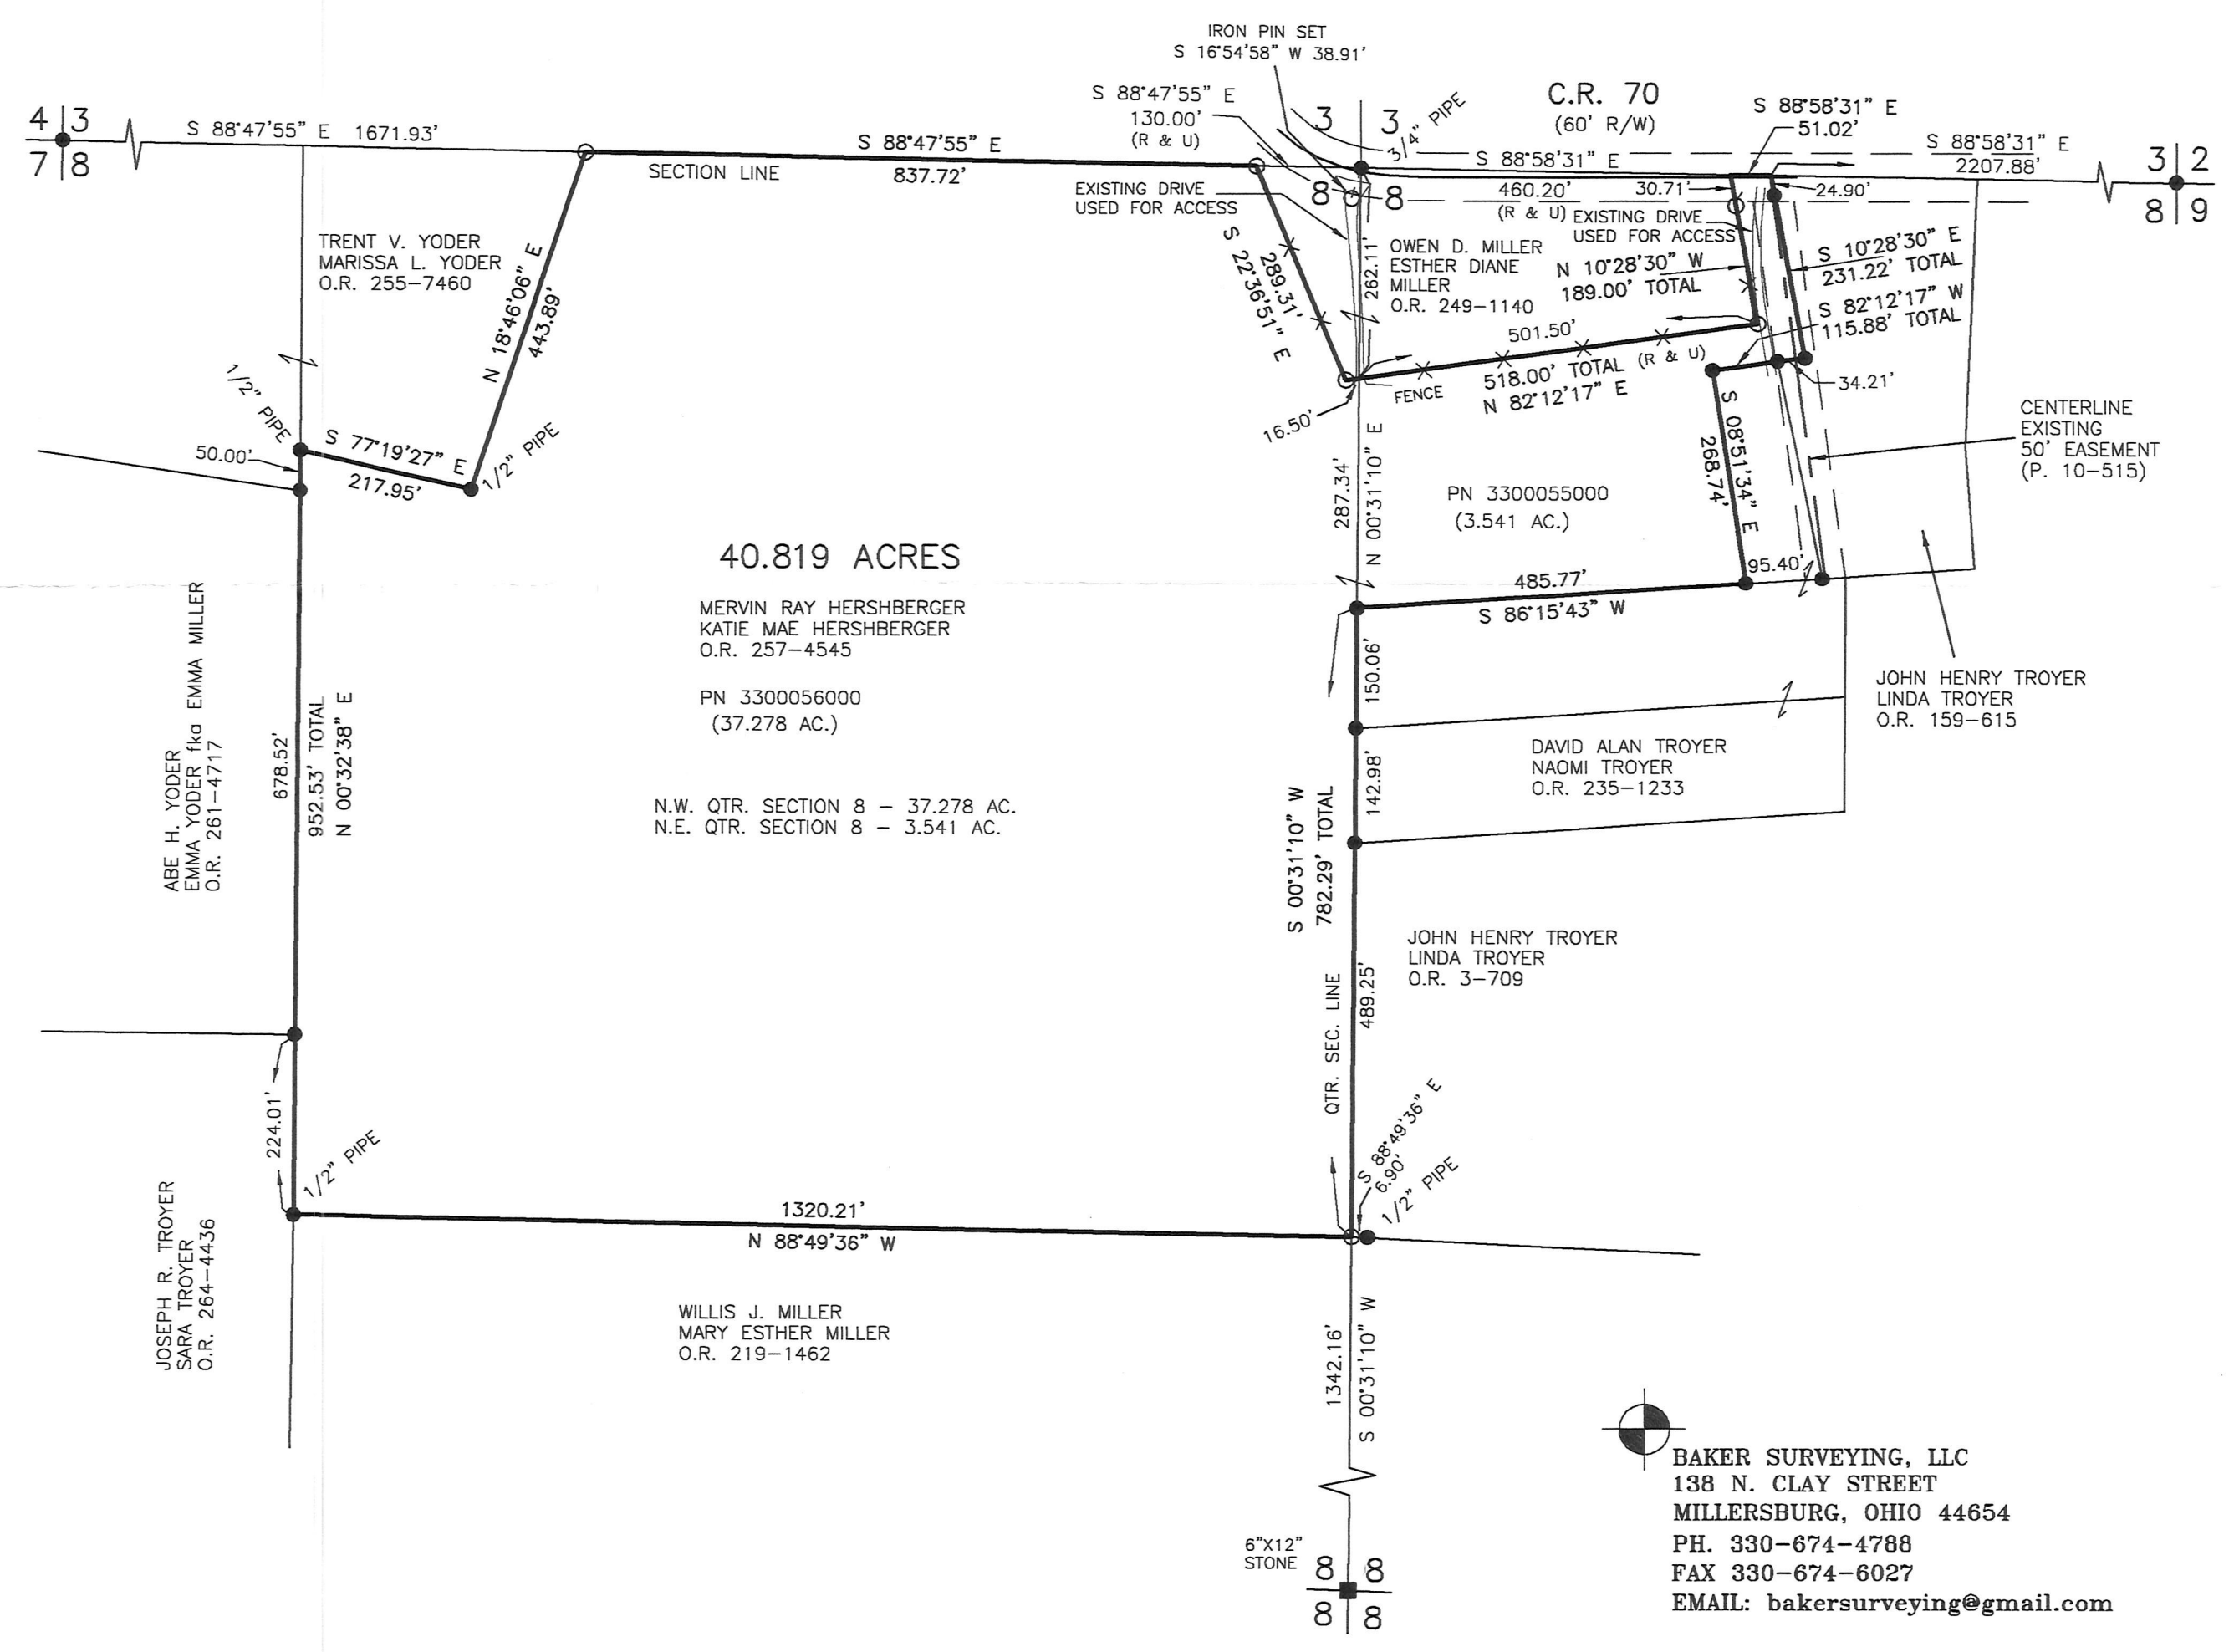 IRON PIN SET
S 16°54'58" W 38.91'
4 3
7 8
S 88°47'55" E 1671.93'
S 88°47'55" E
837.72'
SECTION LINE
S 88°47'55" E
130.00'
(R & U)
3 3
8 8
3/4" PIPE
C.R. 70
(60' R/W)
S 88°58'31" E
51.02'
S 88°58'31" E
S 88°58'31" E
2207.88'
3 2
8 9
EXISTING DRIVE
USED FOR ACCESS
460.20'
(R & U)
30.71'
24.90'
EXISTING DRIVE
USED FOR ACCESS
TRENT V. YODER
MARISSA L. YODER
O.R. 255-7460
N 18°46'06" E
443.89'
S 22°36'51" E
289.31'
262.11'
OWEN D. MILLER
ESTHER DIANE
MILLER
O.R. 249-1140
N 10°28'30" W
189.00' TOTAL
S 10°28'30" E
231.22' TOTAL
S 82°12'17" W
115.88' TOTAL
501.50'
518.00' TOTAL (R & U)
N 82°12'17" E
FENCE
16.50'
34.21'
1/2" PIPE
50.00'
S 77°19'27" E
217.95'
1/2" PIPE
287.34'
N 00°31'10" E
PN 3300055000
(3.541 AC.)
S 08°51'34" E
268.74'
CENTERLINE
EXISTING
50' EASEMENT
(P. 10-515)
40.819 ACRES
MERVIN RAY HERSHBERGER
KATIE MAE HERSHBERGER
O.R. 257-4545
PN 3300056000
(37.278 AC.)
N.W. QTR. SECTION 8 - 37.278 AC.
N.E. QTR. SECTION 8 - 3.541 AC.
485.77'
S 86°15'43" W
95.40'
ABE H. YODER
EMMA YODER fka EMMA MILLER
O.R. 261-4717
678.52'
952.53' TOTAL
N 00°32'38" E
150.06'
142.98'
S 00°31'10" W
782.29' TOTAL
JOHN HENRY TROYER
LINDA TROYER
O.R. 159-615
DAVID ALAN TROYER
NAOMI TROYER
O.R. 235-1233
JOHN HENRY TROYER
LINDA TROYER
O.R. 3-709
QTR. SEC. LINE
489.25'
224.01'
1/2" PIPE
S 88°49'36" E
6.90'
1/2" PIPE
1320.21'
N 88°49'36" W
JOSEPH R. TROYER
SARA TROYER
O.R. 264-4436
WILLIS J. MILLER
MARY ESTHER MILLER
O.R. 219-1462
1342.16'
S 00°31'10" W
6"X12"
STONE
8 8
8 8
BAKER SURVEYING, LLC
138 N. CLAY STREET
MILLERSBURG, OHIO 44654
PH. 330-674-4788
FAX 330-674-6027
EMAIL: bakersurveying@gmail.com